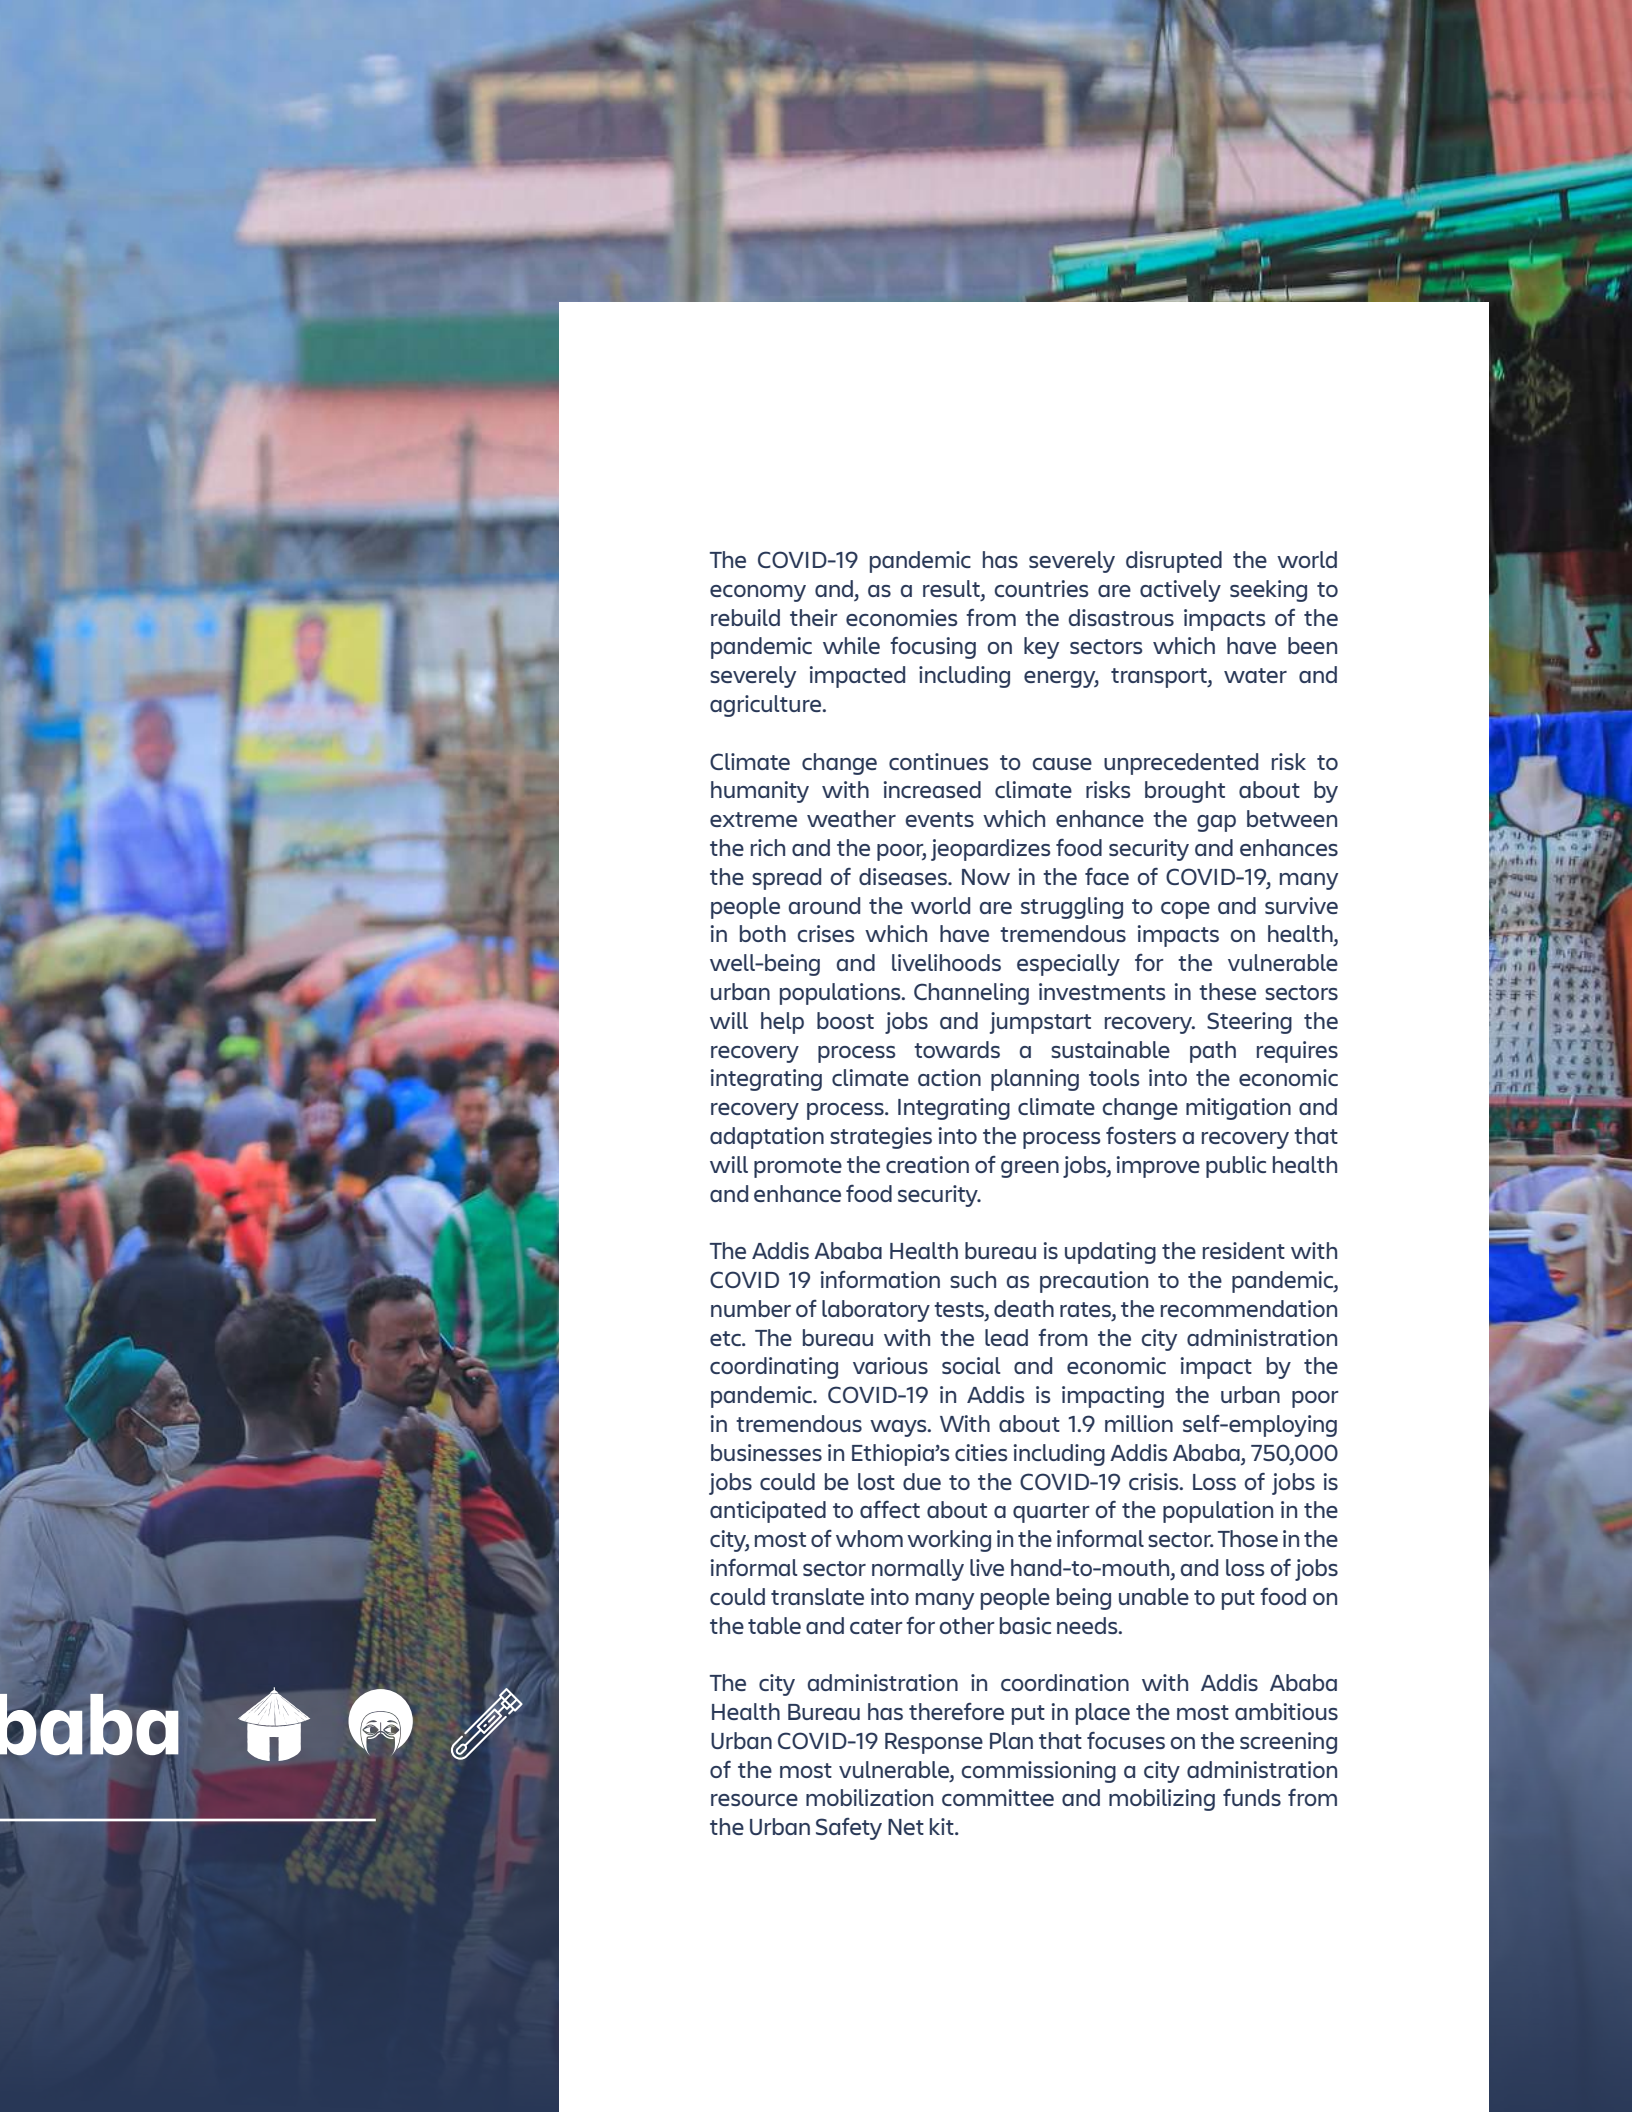 The COVID-19 pandemic has severely disrupted the world
economy and, as a result, countries are actively seeking to
rebuild their economies from the disastrous impacts of the
pandemic while focusing on key sectors which have been
severely impacted including energy, transport, water and
agriculture.
Climate change continues to cause unprecedented risk to
humanity with increased climate risks brought about by
extreme weather events which enhance the gap between
the rich and the poor, jeopardizes food security and enhances
the spread of diseases. Now in the face of COVID-19, many
people around the world are struggling to cope and survive
in both crises which have tremendous impacts on health,
well-being and livelihoods especially for the vulnerable
urban populations. Channeling investments in these sectors
will help boost jobs and jumpstart recovery. Steering the
recovery process towards a sustainable path requires
integrating climate action planning tools into the economic
recovery process. Integrating climate change mitigation and
adaptation strategies into the process fosters a recovery that
will promote the creation of green jobs, improve public health
and enhance food security.
The Addis Ababa Health bureau is updating the resident with
COVID 19 information such as precaution to the pandemic,
number of laboratory tests, death rates, the recommendation
etc. The bureau with the lead from the city administration
coordinating various social and economic impact by the
pandemic. COVID-19 in Addis is impacting the urban poor
in tremendous ways. With about 1.9 million self-employing
businesses in Ethiopia’s cities including Addis Ababa, 750,000
jobs could be lost due to the COVID-19 crisis. Loss of jobs is
anticipated to affect about a quarter of the population in the
city, most of whom working in the informal sector. Those in the
informal sector normally live hand-to-mouth, and loss of jobs
could translate into many people being unable to put food on
the table and cater for other basic needs.
The city administration in coordination with Addis Ababa
Health Bureau has therefore put in place the most ambitious
Urban COVID-19 Response Plan that focuses on the screening
of the most vulnerable, commissioning a city administration
resource mobilization committee and mobilizing funds from
the Urban Safety Net kit.
baba